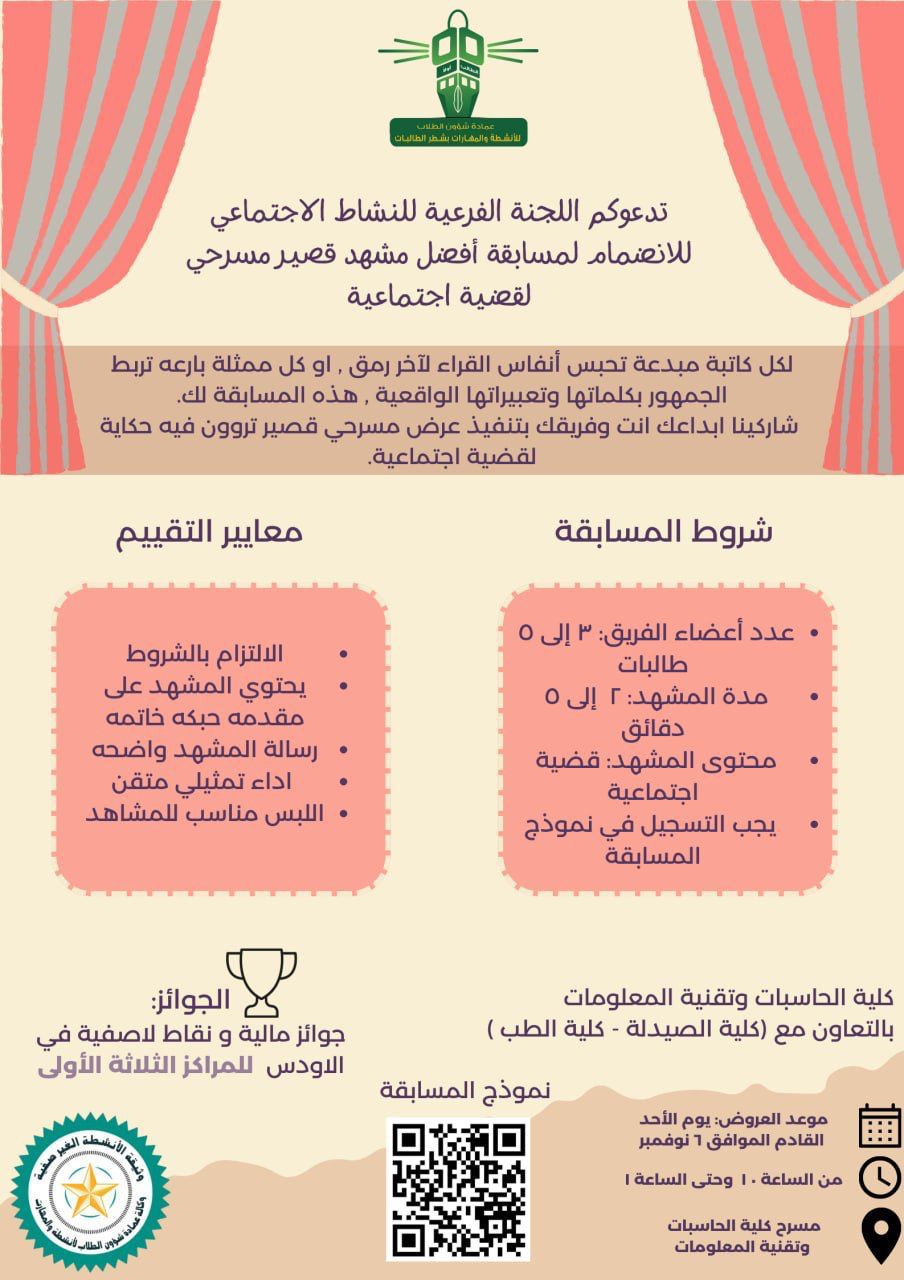 الطالب أولاً
عمادة شؤون الطلاب
للأنشطة والمهارات بشطر الطالبات
تدعوكم اللجنة الفرعية للنشاط الاجتماعي
للانضمام لمسابقة أفضل مشهد قصير مسرحي
لقضية اجتماعية
لكل كاتبة مبدعة تحبس أنفاس القراء لآخر رمق , او كل ممثلة بارعه تربط
الجمهور بكلماتها وتعبيراتها الواقعية , هذه المسابقة لك.
شاركينا ابداعك انت وفريقك بتنفيذ عرض مسرحي قصير تروون فيه حكاية
لقضية اجتماعية.
شروط المسابقة
• عدد أعضاء الفريق: ٣ إلى ٥
طالبات
• مدة المشهد: ٢ إلى ٥
دقائق
• محتوى المشهد: قضية
اجتماعية
• يجب التسجيل في نموذج
المسابقة
معايير التقييم
• الالتزام بالشروط
• يحتوي المشهد على
مقدمه حبكه خاتمه
• رسالة المشهد واضحه
• اداء تمثيلي متقن
• اللبس مناسب للمشاهد
كلية الحاسبات وتقنية المعلومات
بالتعاون مع (كلية الصيدلة - كلية الطب )
الجوائز:
جوائز مالية و نقاط لاصفية في
الاودس للمراكز الثلاثة الأولى
نموذج المسابقة
موعد العروض: يوم الأحد
القادم الموافق ٦ نوفمبر
من الساعة ١٠ وحتى الساعة ١
مسرح كلية الحاسبات
وتقنية المعلومات
وثيقة الأنشطة الغير صفية
وكالة عمادة شؤون الطلاب للأنشطة والمهارات